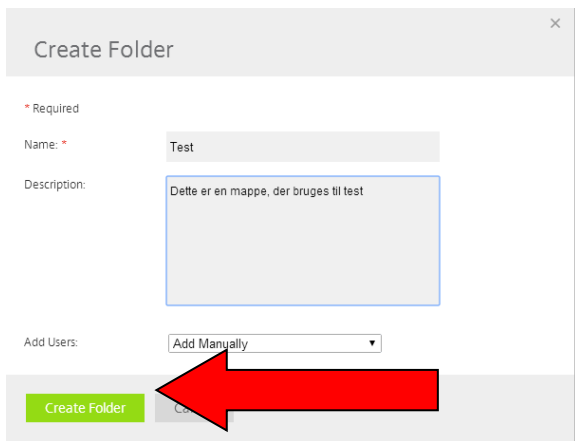 Create Folder
* Required
Name: *
Test
Description:
Dette er en mappe, der bruges til test
Add Users:
Add Manually
Create Folder